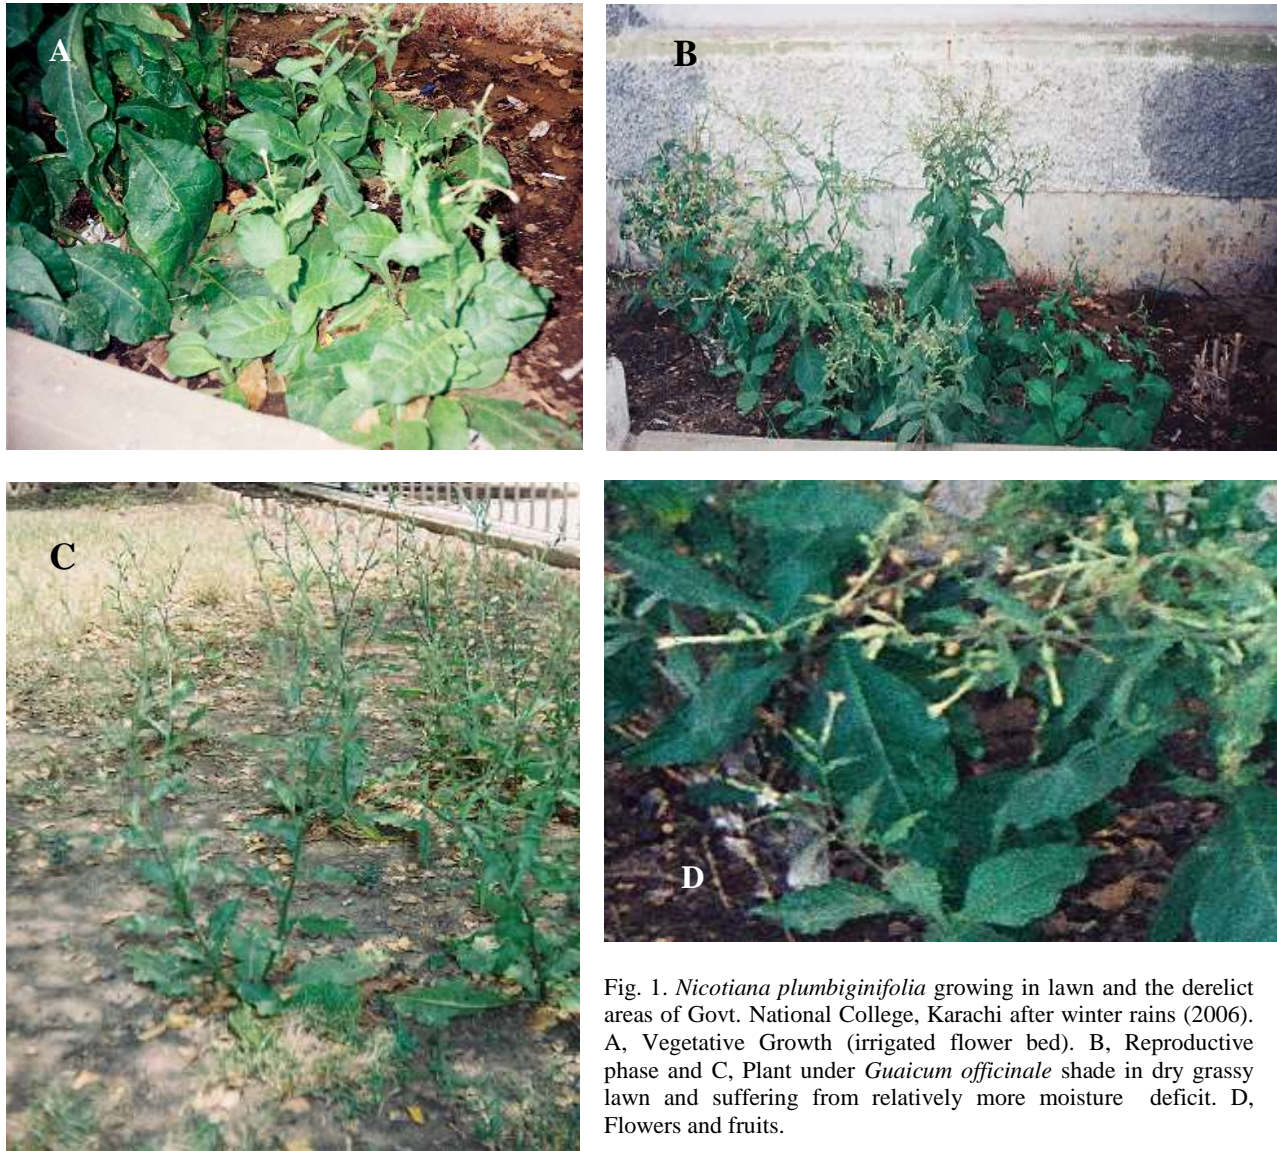 A
B
C
D
Fig. 1. Nicotiana plumbiginifolia growing in lawn and the derelict
areas of Govt. National College, Karachi after winter rains (2006).
A, Vegetative Growth (irrigated flower bed). B, Reproductive
phase and C, Plant under Guaicum officinale shade in dry grassy
lawn and suffering from relatively more moisture deficit. D,
Flowers and fruits.